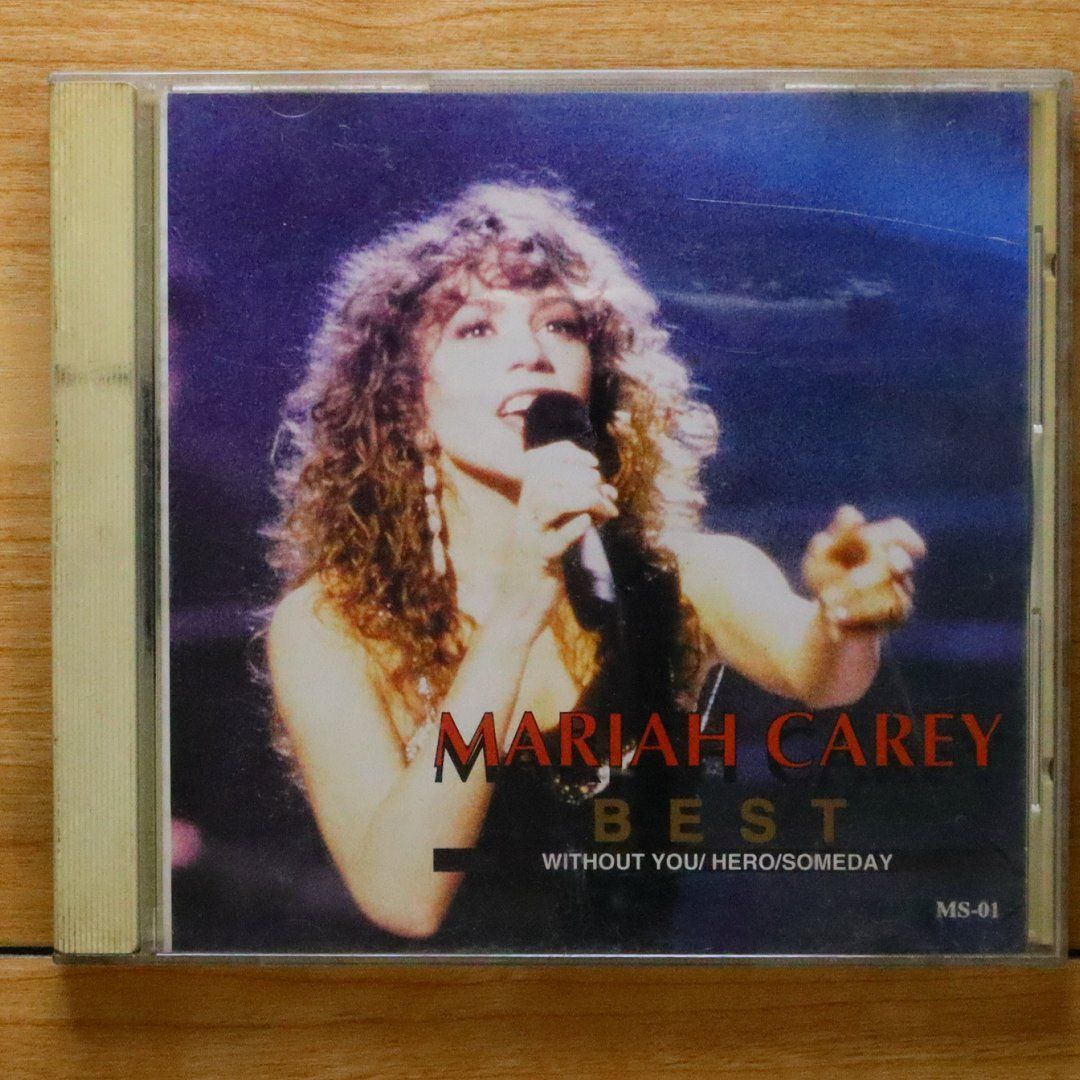 MARIAH CAREY
BEST
WITHOUT YOU/ HERO/SOMEDAY
MS-01